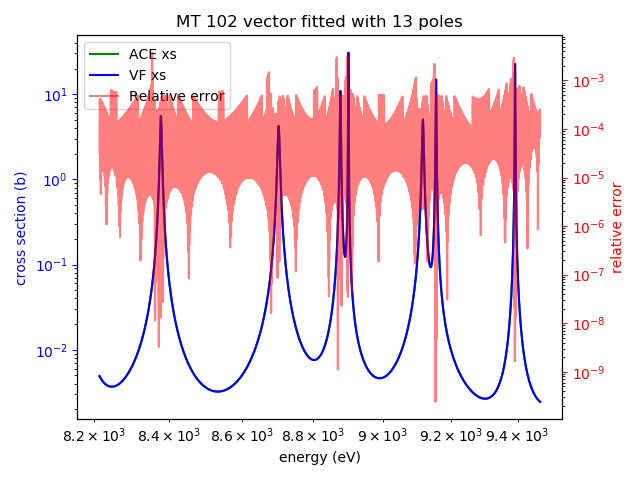 MT 102 vector fitted with 13 poles
ACE xs
VF xs
Relative error
10¹
10⁰
10⁻¹
10⁻²
cross section (b)
10⁻³
10⁻⁴
10⁻⁵
10⁻⁶
10⁻⁷
10⁻⁸
10⁻⁹
relative error
8.2 × 10³ 8.4 × 10³ 8.6 × 10³ 8.8 × 10³ 9 × 10³ 9.2 × 10³ 9.4 × 10³
energy (eV)